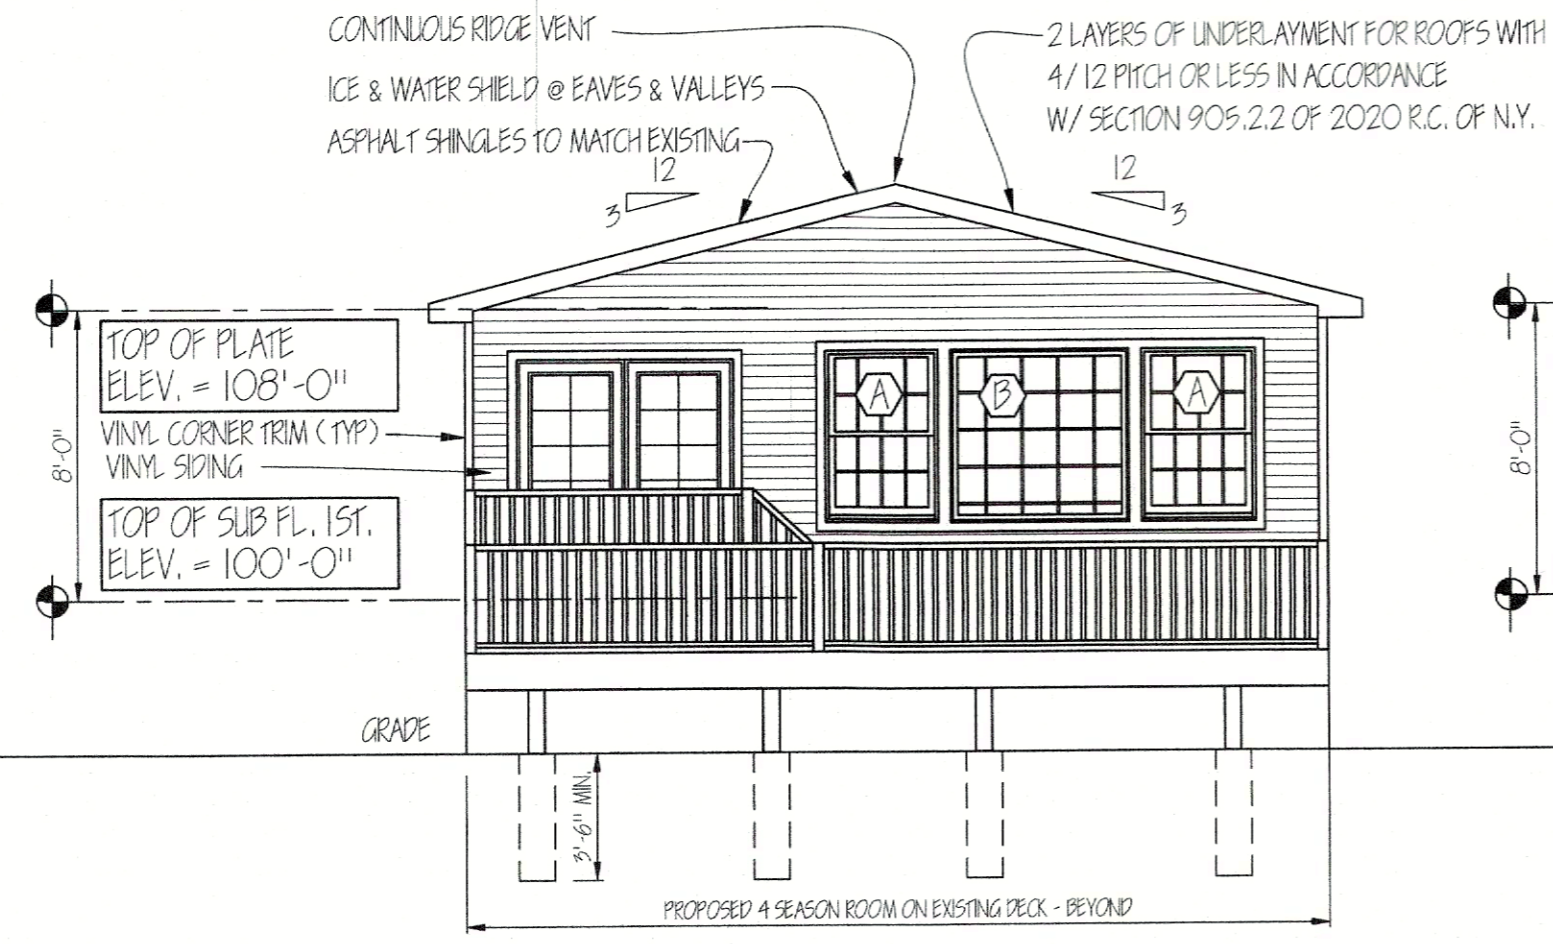 CONTINUOUS RIDGE VENT
ICE & WATER SHIELD @ EAVES & VALLEYS
ASPHALT SHINGLES TO MATCH EXISTING
2 LAYERS OF UNDERLAYMENT FOR ROOFS WITH
4/12 PITCH OR LESS IN ACCORDANCE
W/ SECTION 905.2.2 OF 2020 R.C. OF N.Y.
12
3
12
3
TOP OF PLATE
ELEV. = 108'-0"
VINYL CORNER TRIM ( TYP)
VINYL SIDING
8'-0"
TOP OF SUB FL. 1ST.
ELEV. = 100'-0"
A
B
A
8'-0"
GRADE
3'-6" MIN.
PROPOSED 4 SEASON ROOM ON EXISTING DECK - BEYOND